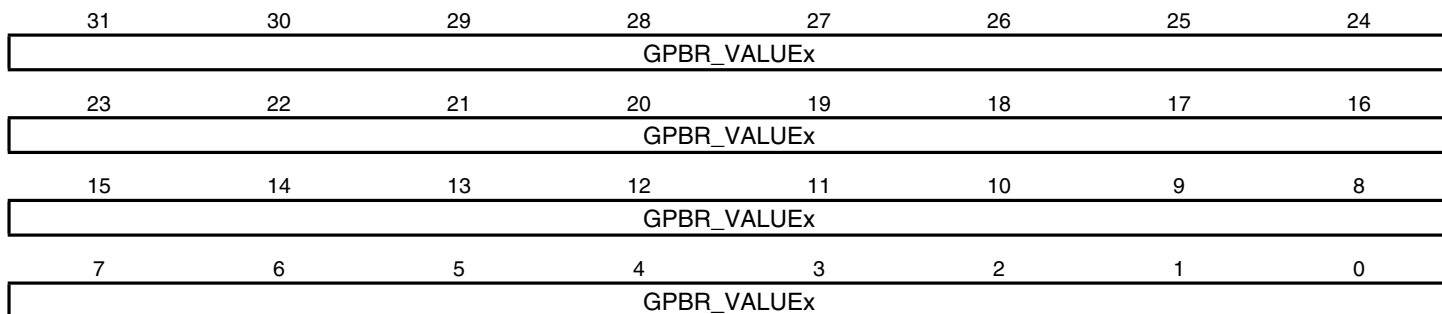 31 30 29 28 27 26 25 24
GPBR_VALUEx
23 22 21 20 19 18 17 16
GPBR_VALUEx
15 14 13 12 11 10 9 8
GPBR_VALUEx
7 6 5 4 3 2 1 0
GPBR_VALUEx